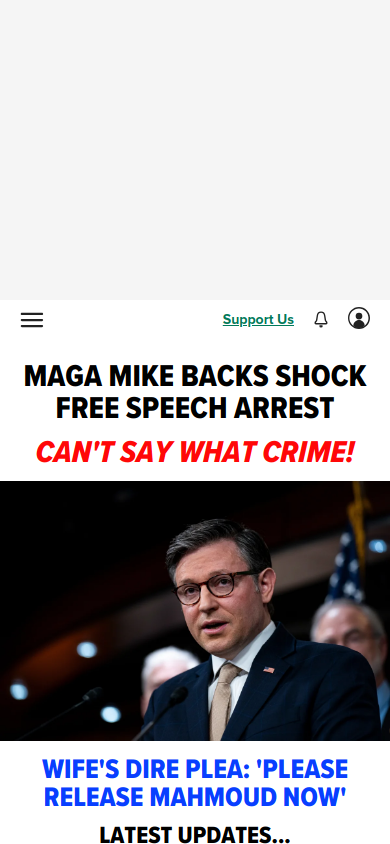 Support Us
MAGA MIKE BACKS SHOCK
FREE SPEECH ARREST
CAN'T SAY WHAT CRIME!
WIFE'S DIRE PLEA: 'PLEASE
RELEASE MAHMOUD NOW'
LATEST UPDATES...